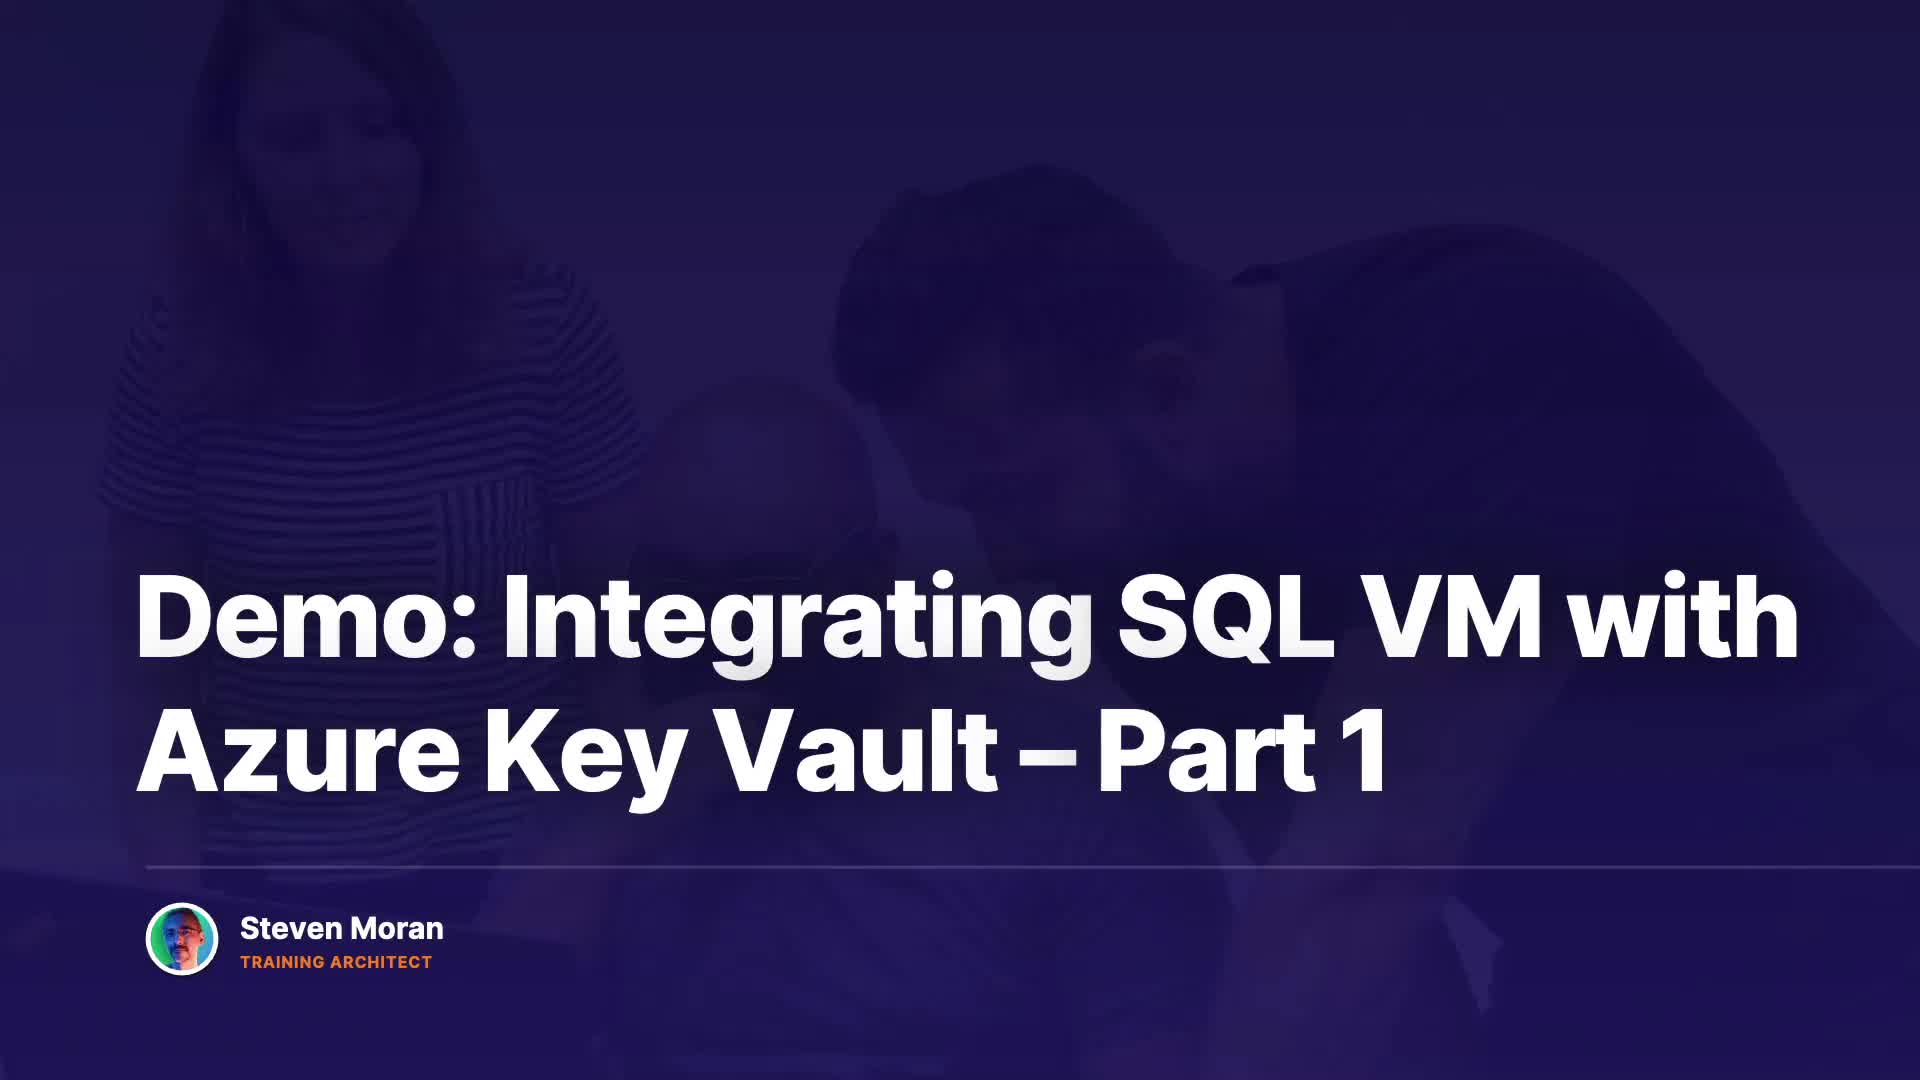 Demo: Integrating SQL VM with
Azure Key Vault – Part 1
Steven Moran
TRAINING ARCHITECT